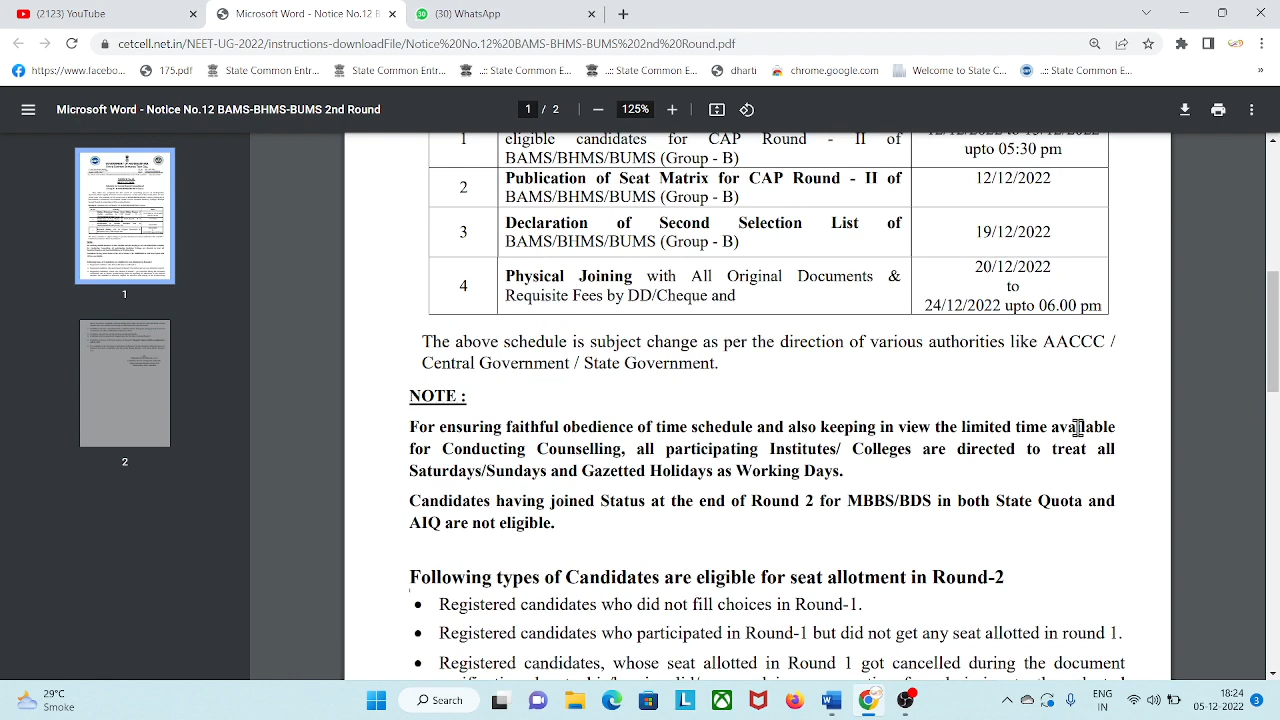 (2123) YouTube
Microsoft Word - Notice No.12 B
(30) WhatsApp
cetcell.net.in/NEET-UG-2022/instructions-downloadFile/Notice%20No.12%20BAMS-BHMS-BUMS%202nd%20Round.pdf
https://www.facebo...
175.pdf
State Common Entr...
State Common Entr...
.:: State Common E...
.:: State Common E...
dharti
chrome.google.com
Welcome to State C...
.:: State Common E...
»
Microsoft Word - Notice No.12 BAMS-BHMS-BUMS 2nd Round
1 / 2
125%
1
2
1
eligible candidates for CAP Round - II of
BAMS/BHMS/BUMS (Group - B)
upto 05:30 pm
2
Publication of Seat Matrix for CAP Round - II of
BAMS/BHMS/BUMS (Group - B)
12/12/2022
3
Declaration of Second Selection List of
BAMS/BHMS/BUMS (Group - B)
19/12/2022
4
Physical Joining with All Original Documents &
Requisite Fees by DD/Cheque and
20/12/2022
to
24/12/2022 upto 06.00 pm
The above schedule is subject change as per the direction of various authorities like AACCC /
Central Government / State Government.
NOTE :
For ensuring faithful obedience of time schedule and also keeping in view the limited time available
for Conducting Counselling, all participating Institutes/ Colleges are directed to treat all
Saturdays/Sundays and Gazetted Holidays as Working Days.
Candidates having joined Status at the end of Round 2 for MBBS/BDS in both State Quota and
AIQ are not eligible.
Following types of Candidates are eligible for seat allotment in Round-2
• Registered candidates who did not fill choices in Round-1.
• Registered candidates who participated in Round-1 but did not get any seat allotted in round 1.
• Registered candidates, whose seat allotted in Round 1 got cancelled during the document
29°C
Smoke
Search
ENG
IN
18:24
05-12-2022
3